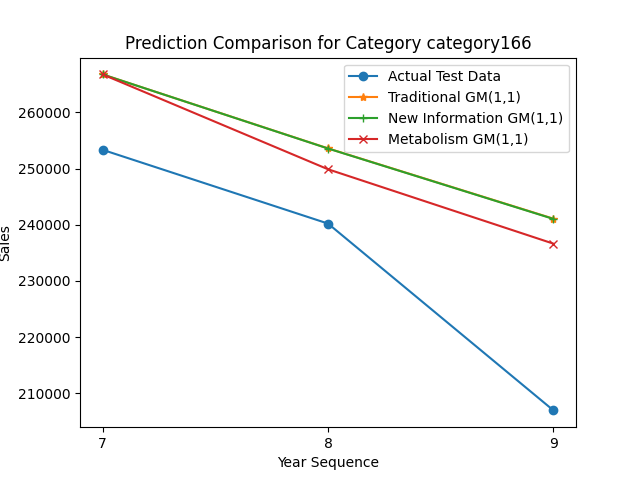 Prediction Comparison for Category category166
Actual Test Data
Traditional GM(1,1)
New Information GM(1,1)
Metabolism GM(1,1)
260000
250000
240000
230000
220000
210000
Sales
7
8
9
Year Sequence